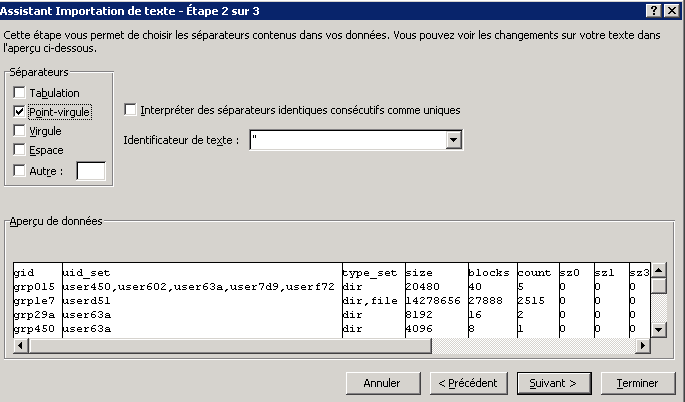 Assistant Importation de texte - Étape 2 sur 3
Cette étape vous permet de choisir les séparateurs contenus dans vos données. Vous pouvez voir les changements sur votre texte dans
l'aperçu ci-dessous.
Séparateurs
Tabulation
Point-virgule
Virgule
Espace
Autre :
Interpréter des séparateurs identiques consécutifs comme uniques
Identificateur de texte : "
Aperçu de données
gid uid_set type_set size blocks count sz0 sz1 sz3
grp015 user450,user602,user63a,user7d9,userf72 dir 20480 40 5 0 0 0
grp1e7 userd51 dir,file 14278656 27888 2515 0 0 0
grp29a user63a dir 8192 16 2 0 0 0
grp450 user63a dir 4096 8 1 0 0 0
Annuler < Précédent Suivant > Terminer